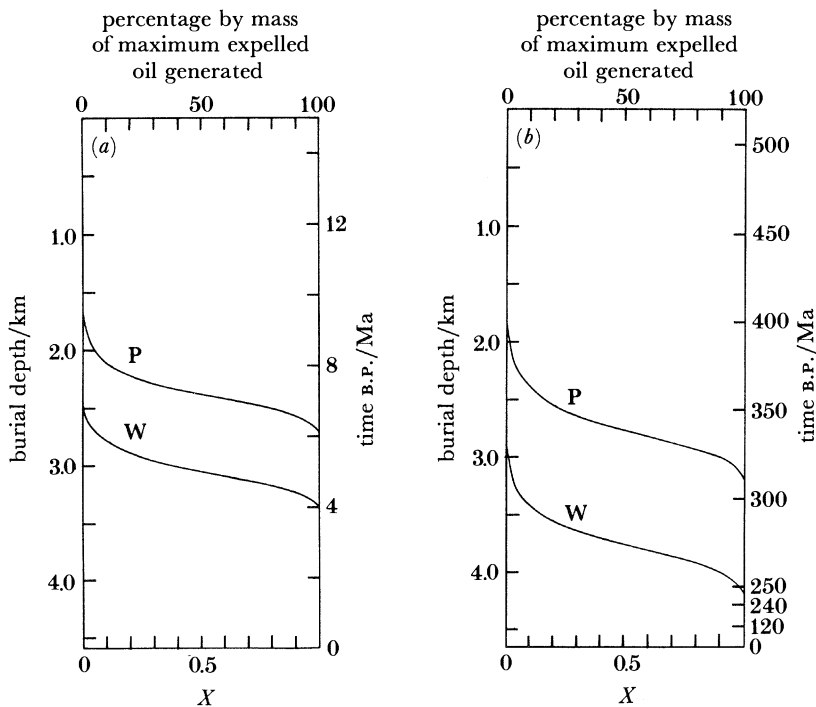 percentage by mass
of maximum expelled
oil generated
0 50 100
(a)
1.0
2.0
3.0
4.0
burial depth/km
P
W
12
8
4
0
time B.P./Ma
0 0.5
X
percentage by mass
of maximum expelled
oil generated
0 50 100
(b)
1.0
2.0
3.0
4.0
burial depth/km
P
W
500
450
400
350
300
250
240
120
0
time B.P./Ma
0 0.5
X